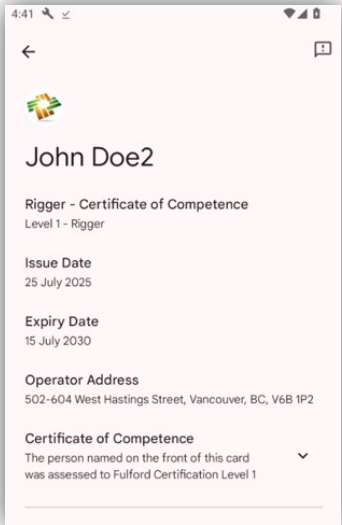 4:41
John Doe2
Rigger - Certificate of Competence
Level 1 - Rigger
Issue Date
25 July 2025
Expiry Date
15 July 2030
Operator Address
502-604 West Hastings Street, Vancouver, BC, V6B 1P2
Certificate of Competence
The person named on the front of this card
was assessed to Fulford Certification Level 1